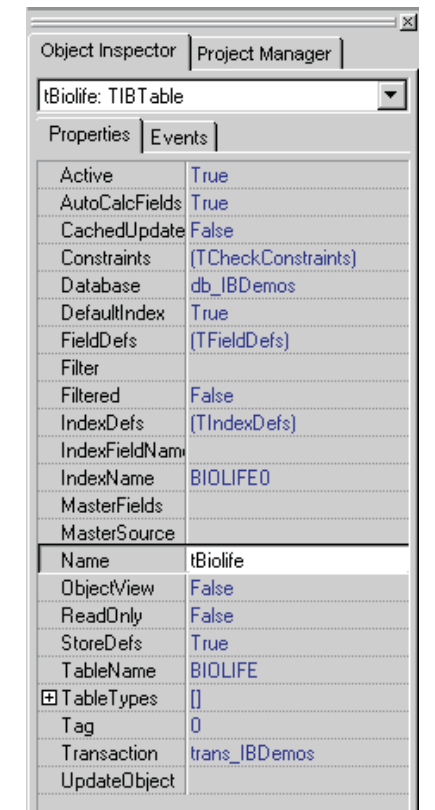 Object Inspector Project Manager
tBiolife: TIBTable
Properties Events
Active True
AutoCalcFields True
CachedUpdate False
Constraints (TCheckConstraints)
Database db_IBDemos
DefaultIndex True
FieldDefs (TFieldDefs)
Filter
Filtered False
IndexDefs (TIndexDefs)
IndexFieldNam
IndexName BIOLIFE0
MasterFields
MasterSource
Name tBiolife
ObjectView False
ReadOnly False
StoreDefs True
TableName BIOLIFE
TableTypes []
Tag 0
Transaction trans_IBDemos
UpdateObject